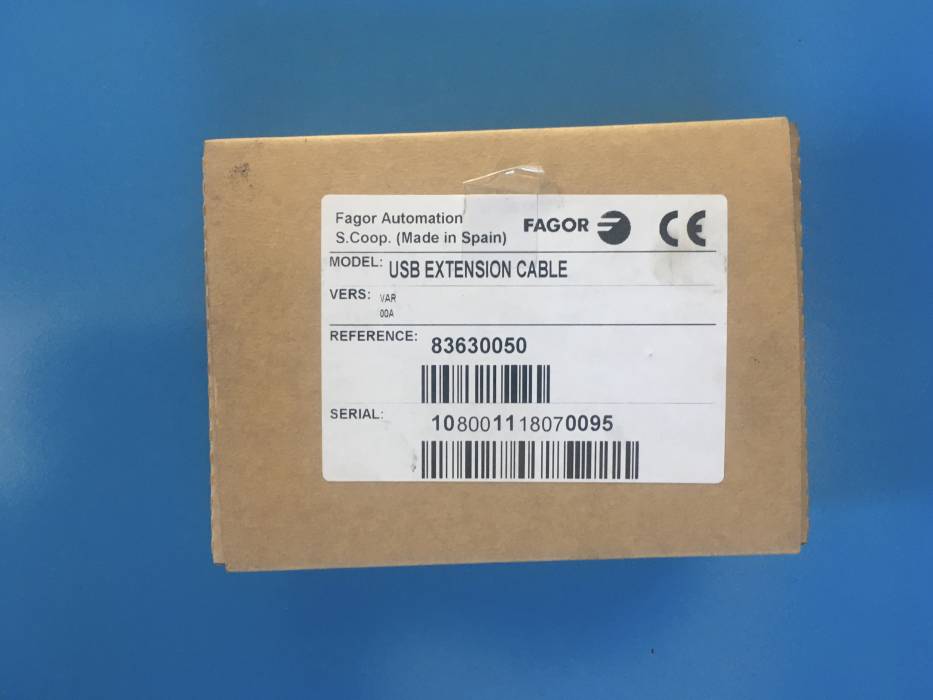 Fagor Automation
S.Coop. (Made in Spain)
FAGOR
CE
MODEL: USB EXTENSION CABLE
VERS: VAR
00A
REFERENCE: 83630050
SERIAL: 10800111807​0095